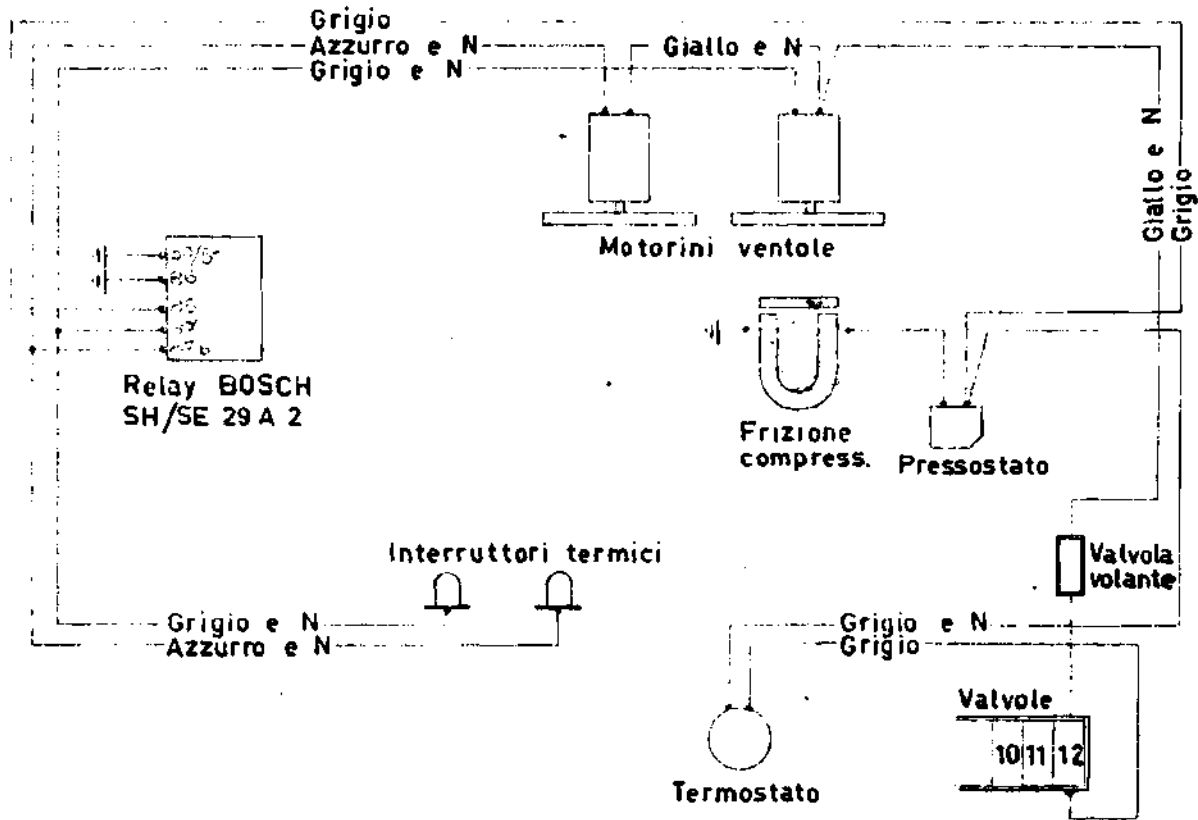 Grigio
Azzurro e N
Giallo e N
Grigio e N
Giallo e N
Grigio
Motorini ventole
86
Relay BOSCH
SH/SE 29 A 2
Frizione
compress.
Pressostato
Interruttori termici
Valvola
volante
Grigio e N
Azzurro e N
Grigio e N
Grigio
Valvole
10 11 12
Termostato